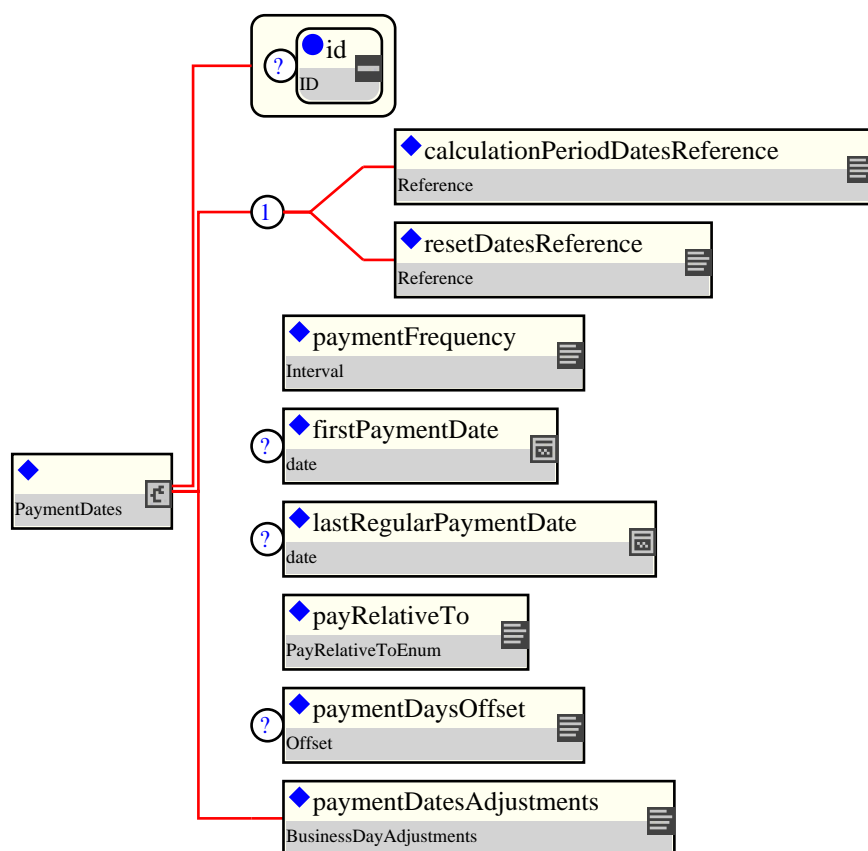 id
?
ID
calculationPeriodDatesReference
Reference
1
resetDatesReference
Reference
paymentFrequency
Interval
?
firstPaymentDate
date
PaymentDates
?
lastRegularPaymentDate
date
payRelativeTo
PayRelativeToEnum
?
paymentDaysOffset
Offset
paymentDatesAdjustments
BusinessDayAdjustments